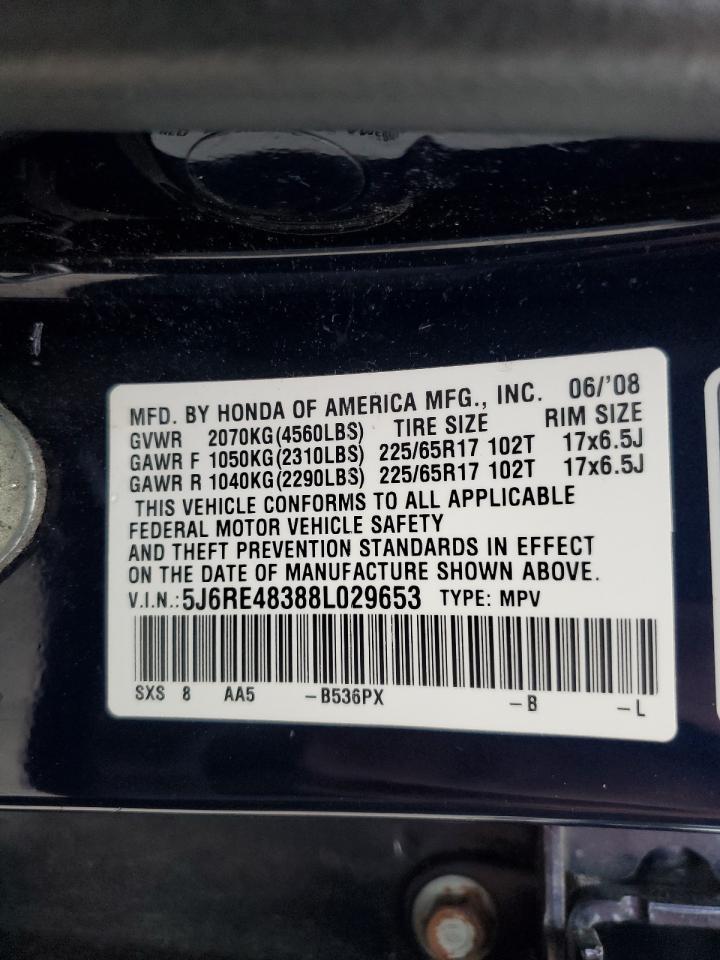 MFD. BY HONDA OF AMERICA MFG., INC. 06/'08
GVWR 2070KG(4560LBS) TIRE SIZE RIM SIZE
GAWR F 1050KG(2310LBS) 225/65R17 102T 17x6.5J
GAWR R 1040KG(2290LBS) 225/65R17 102T 17x6.5J
THIS VEHICLE CONFORMS TO ALL APPLICABLE
FEDERAL MOTOR VEHICLE SAFETY
AND THEFT PREVENTION STANDARDS IN EFFECT
ON THE DATE OF MANUFACTURE SHOWN ABOVE.
V.I.N.: 5J6RE48388L029653 TYPE: MPV
SXS 8 AA5 -B536PX -B -L